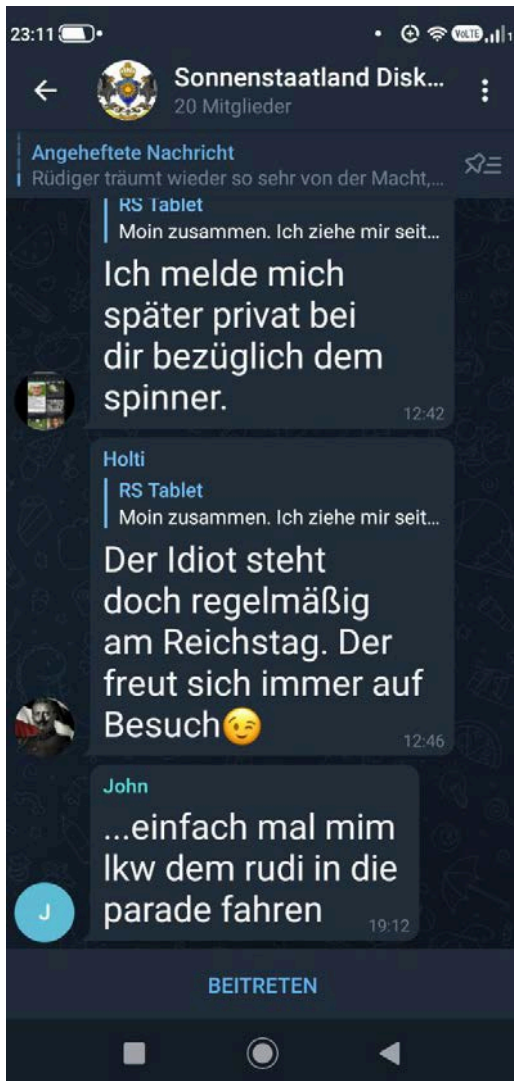 23:11
VoLTE
Sonnenstaatland Disk...
20 Mitglieder
Angeheftete Nachricht
Rüdiger träumt wieder so sehr von der Macht,...
RS Tablet
Moin zusammen. Ich ziehe mir seit...
Ich melde mich
später privat bei
dir bezüglich dem
spinner.
12:42
Holti
RS Tablet
Moin zusammen. Ich ziehe mir seit...
Der Idiot steht
doch regelmäßig
am Reichstag. Der
freut sich immer auf
Besuch😉
12:46
John
...einfach mal mim
lkw dem rudi in die
parade fahren
19:12
J
BEITRETEN